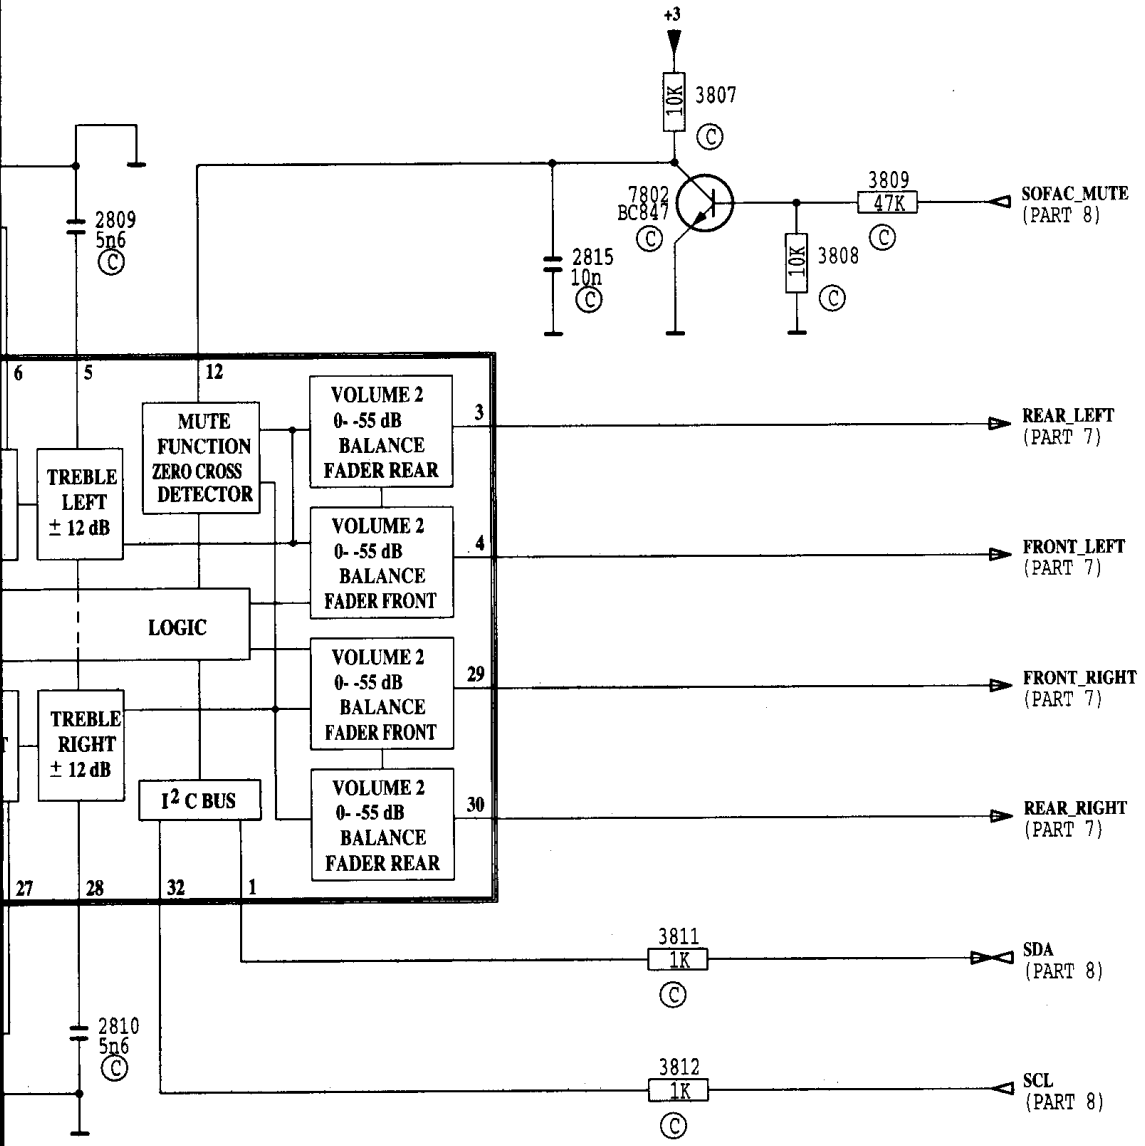 +3
10K
3807
C
2809
5n6
C
7802
BC847
C
3809
47K
C
SOFAC_MUTE
(PART 8)
10K
3808
C
2815
10n
C
6
5
12
MUTE
FUNCTION
ZERO CROSS
DETECTOR
VOLUME 2
0- -55 dB
BALANCE
FADER REAR
3
REAR_LEFT
(PART 7)
TREBLE
LEFT
± 12 dB
VOLUME 2
0- -55 dB
BALANCE
FADER FRONT
4
FRONT_LEFT
(PART 7)
LOGIC
VOLUME 2
0- -55 dB
BALANCE
FADER FRONT
29
FRONT_RIGHT
(PART 7)
T
TREBLE
RIGHT
± 12 dB
I² C BUS
VOLUME 2
0- -55 dB
BALANCE
FADER REAR
30
REAR_RIGHT
(PART 7)
27
28
32
1
3811
1K
C
SDA
(PART 8)
2810
5n6
C
3812
1K
C
SCL
(PART 8)